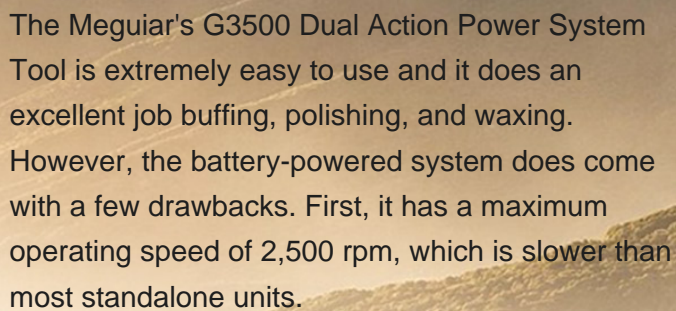 The Meguiar's G3500 Dual Action Power System
Tool is extremely easy to use and it does an
excellent job buffing, polishing, and waxing.
However, the battery-powered system does come
with a few drawbacks. First, it has a maximum
operating speed of 2,500 rpm, which is slower than
most standalone units.